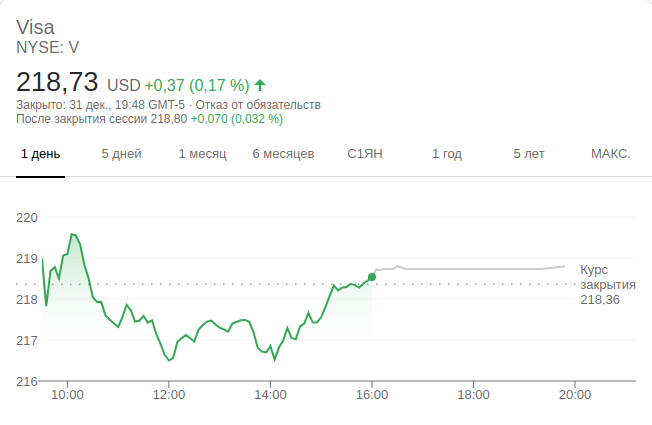 Visa
NYSE: V
218,73 USD +0,37 (0,17 %)
Закрыто: 31 дек., 19:48 GMT-5 · Отказ от обязательств
После закрытия сессии 218,80 +0,070 (0,032 %)
1 день 5 дней 1 месяц 6 месяцев С1ЯН 1 год 5 лет МАКС.
220
219
218
217
216
Курс
закрытия
218,36
10:00 12:00 14:00 16:00 18:00 20:00